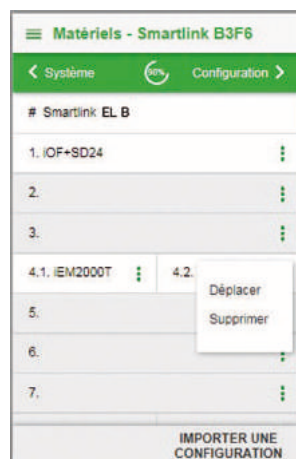 Matériels - Smartlink B3F6
Système 90% Configuration
# Smartlink EL B
1. iOF+SD24
2.
3.
4.1. iEM2000T 4.2.
Déplacer
Supprimer
5.
6.
7.
IMPORTER UNE
CONFIGURATION